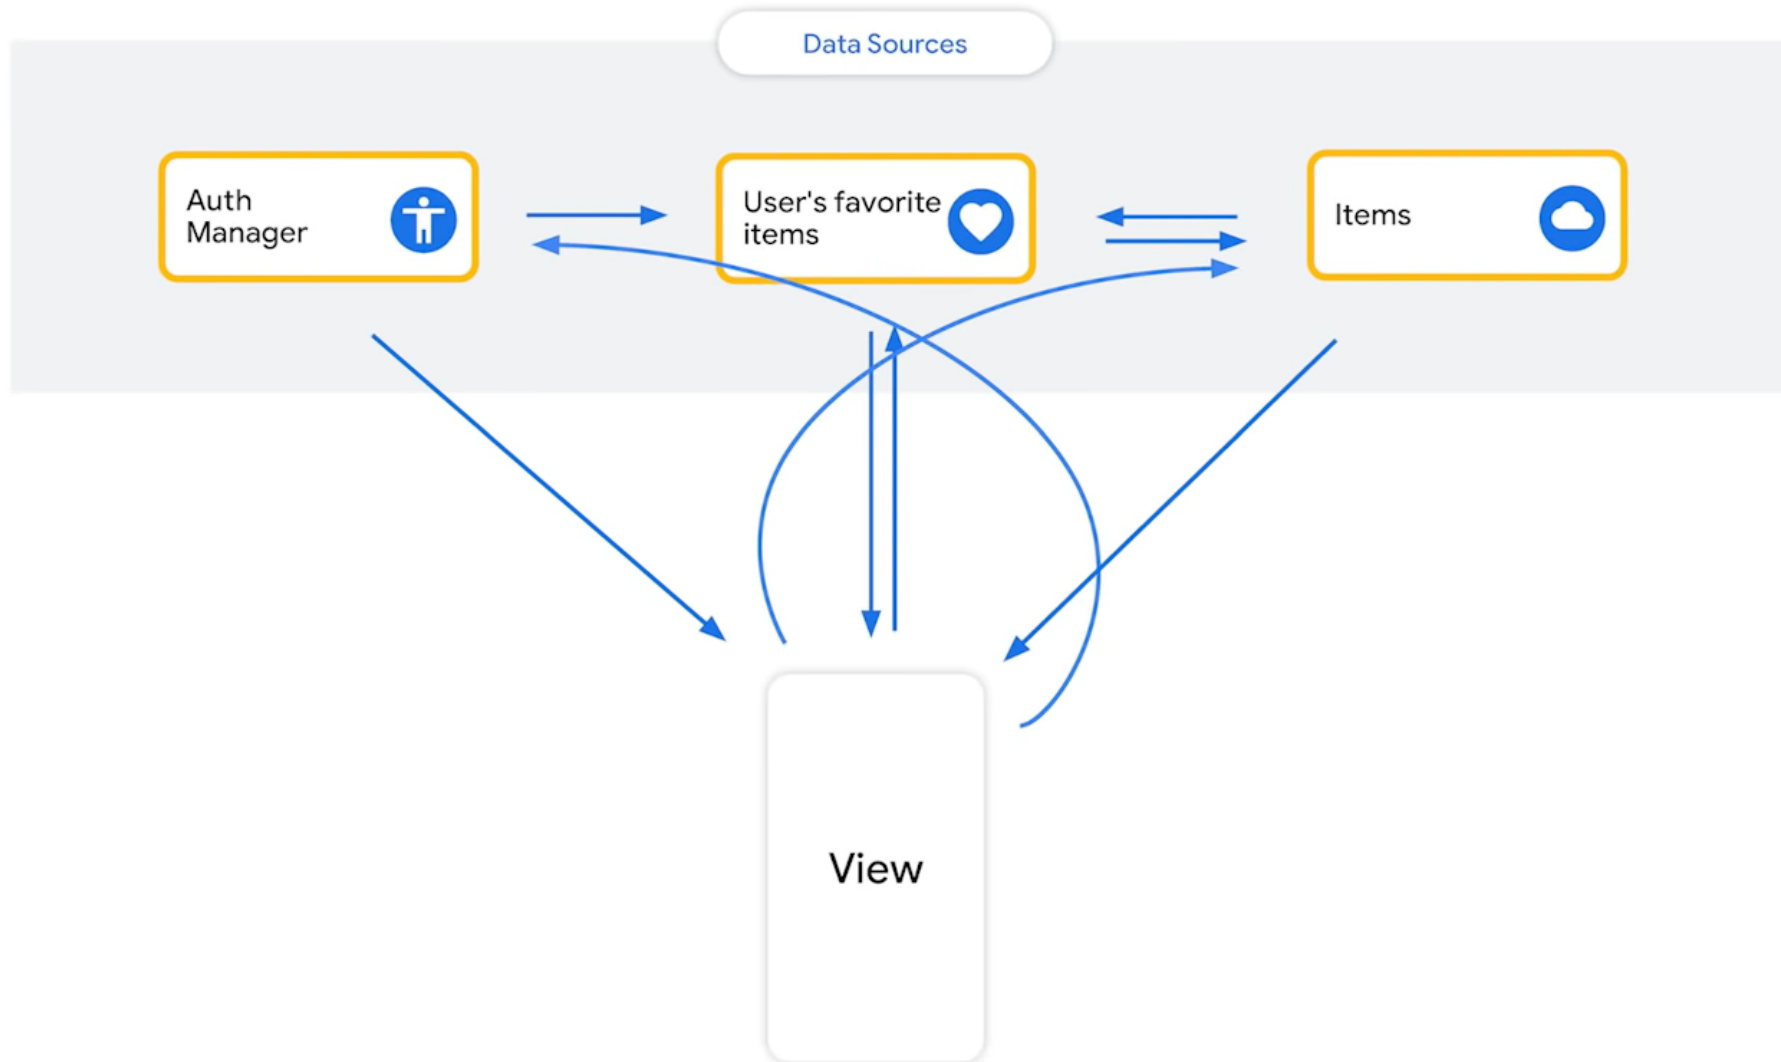 Data Sources
Auth
Manager
User's favorite
items
Items
View